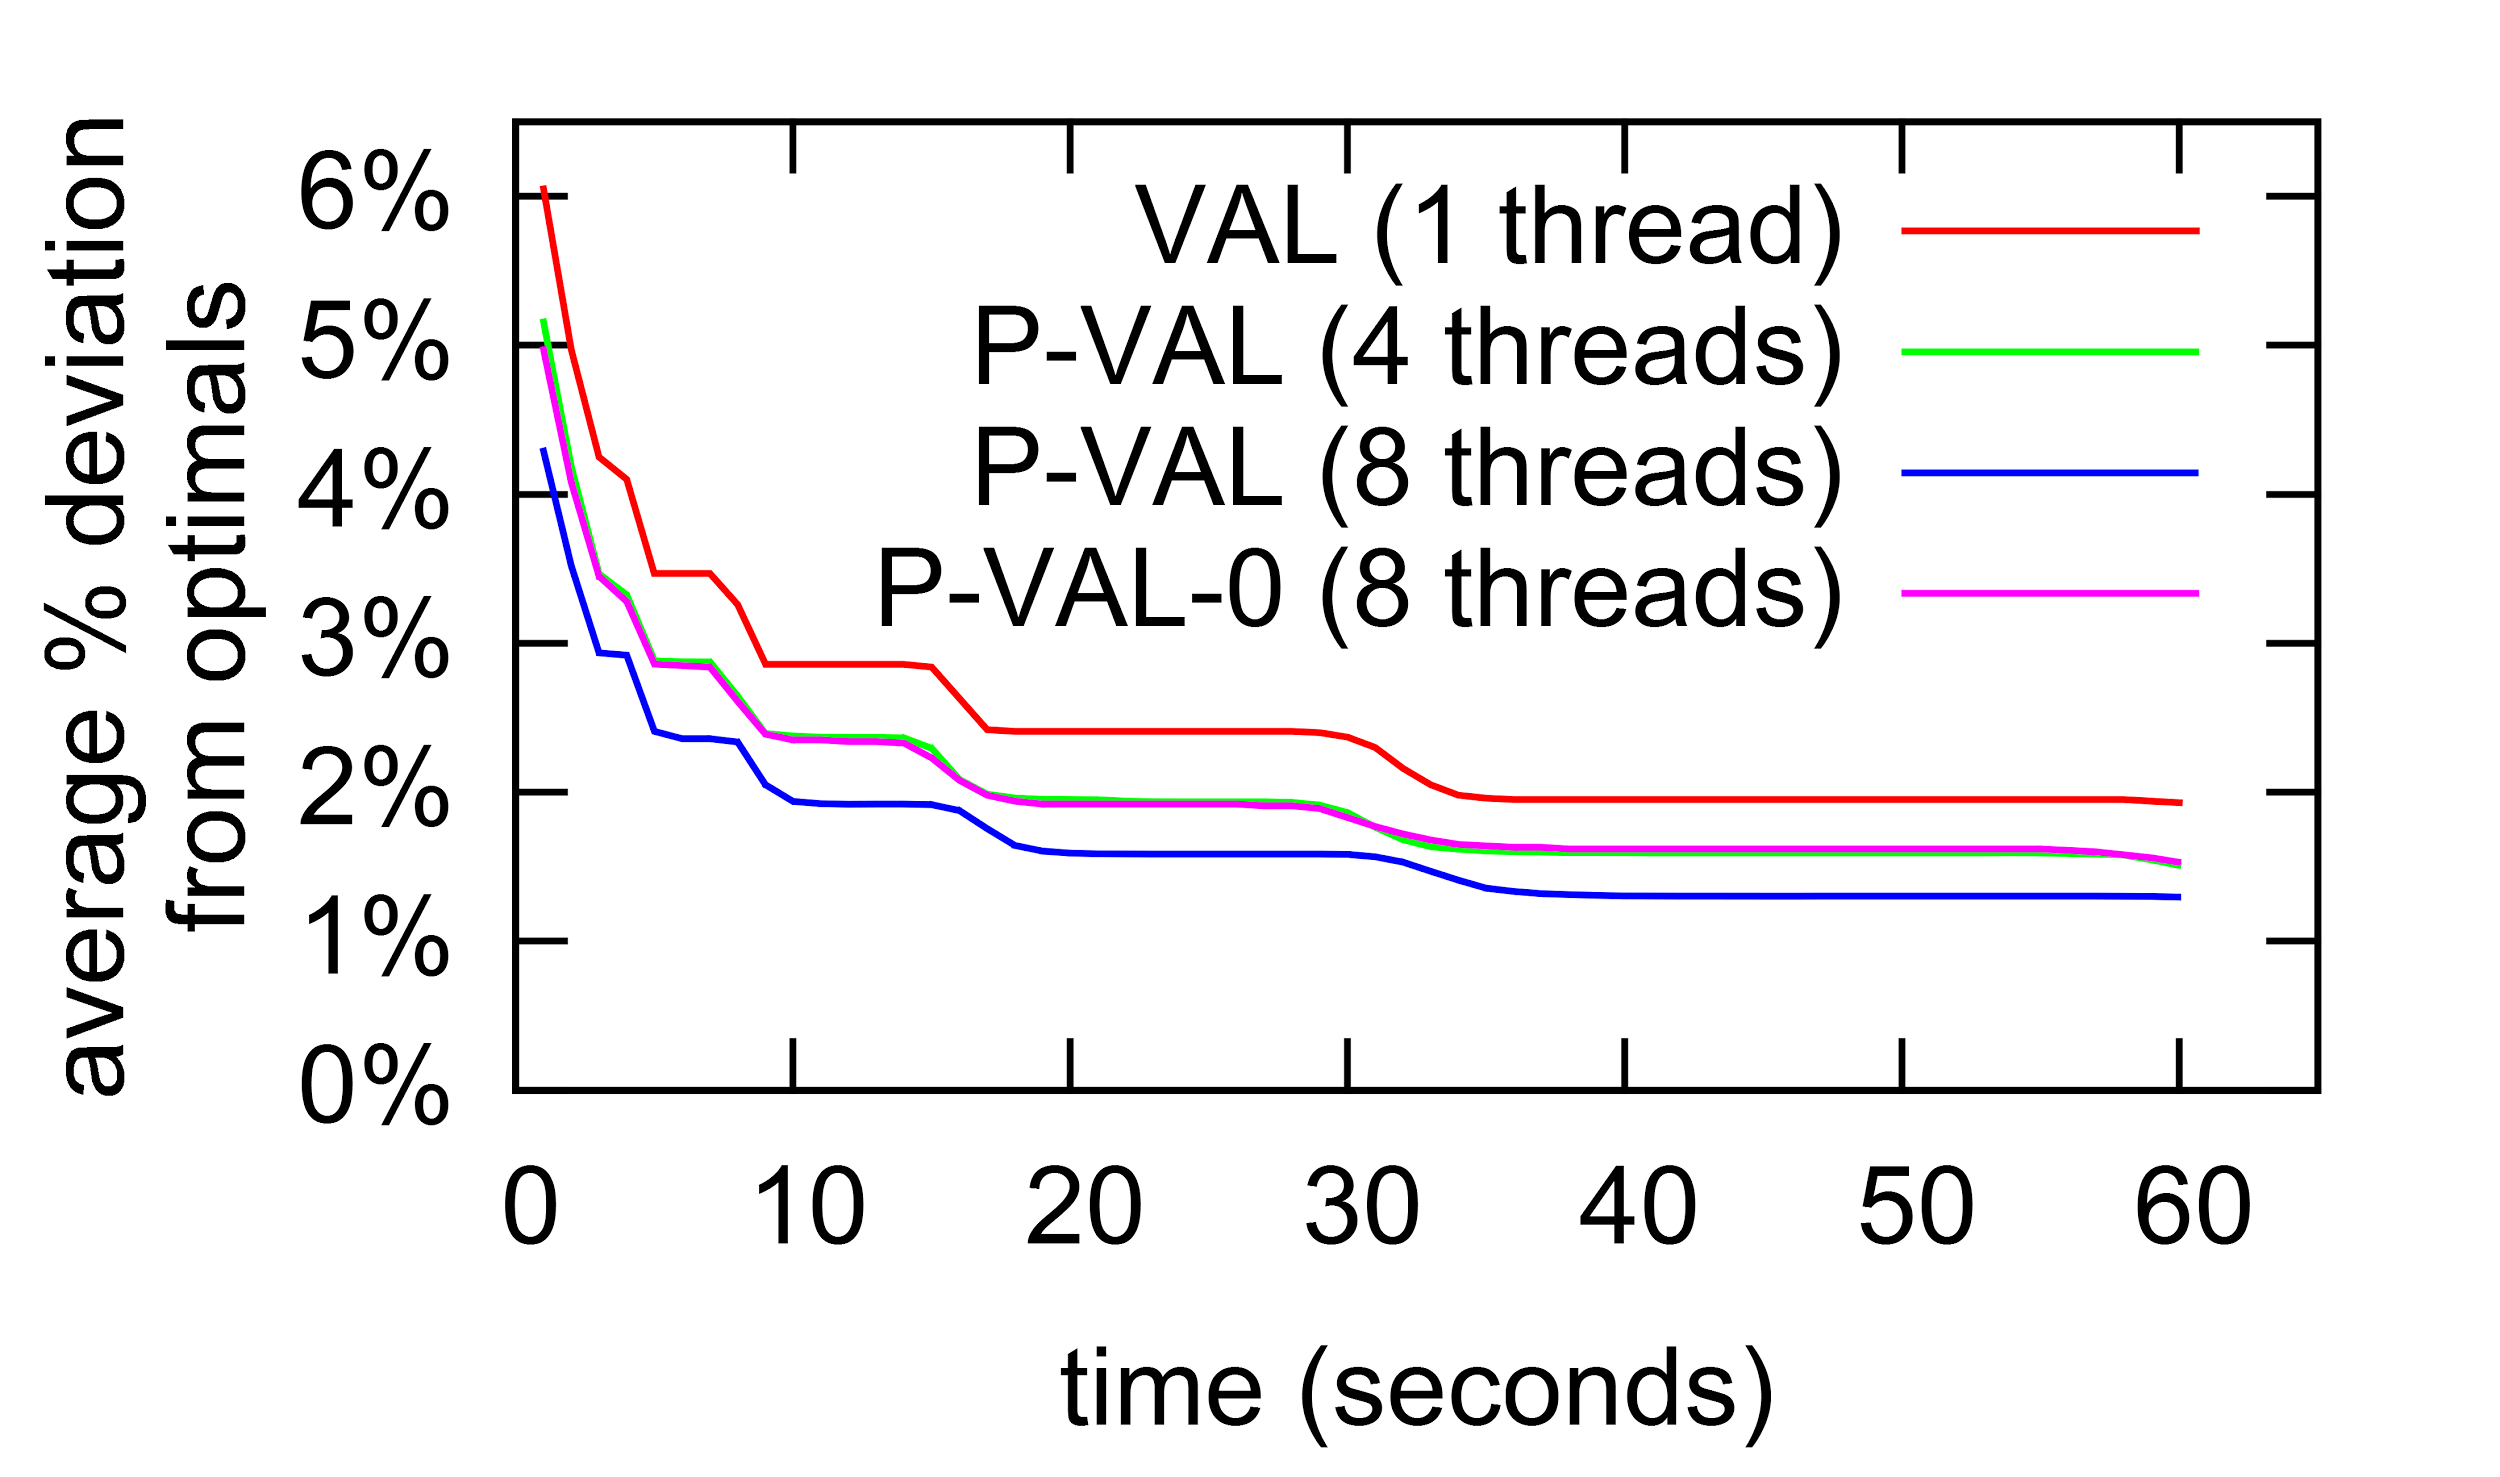 average % deviation
from optimals
6%
5%
4%
3%
2%
1%
0%
VAL (1 thread)
P-VAL (4 threads)
P-VAL (8 threads)
P-VAL-0 (8 threads)
0 10 20 30 40 50 60
time (seconds)